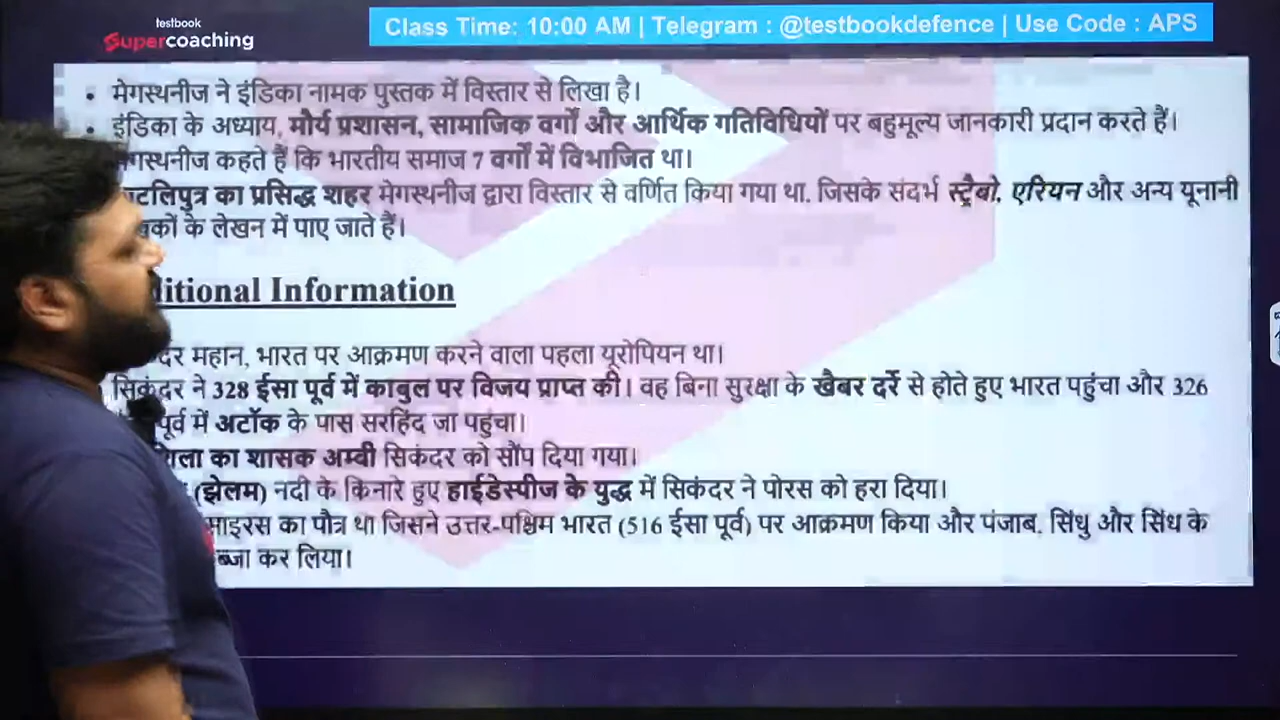 testbook
Supercoaching
Class Time: 10:00 AM | Telegram : @testbookdefence | Use Code : APS
• मेगस्थनीज ने इंडिका नामक पुस्तक में विस्तार से लिखा है।
• इंडिका के अध्याय, मौर्य प्रशासन, सामाजिक वर्गों और आर्थिक गतिविधियों पर बहुमूल्य जानकारी प्रदान करते हैं।
कहते हैं कि भारतीय समाज 7 वर्गों में विभाजित था।
का प्रसिद्ध शहर मेगस्थनीज द्वारा विस्तार से वर्णित किया गया था, जिसके संदर्भ स्ट्रैबो, एरियन और अन्य यूनानी
के लेखन में पाए जाते हैं।
Information
महान, भारत पर आक्रमण करने वाला पहला यूरोपियन था।
सिकंदर ने 328 ईसा पूर्व में काबुल पर विजय प्राप्त की। वह बिना सुरक्षा के खैबर दर्रे से होते हुए भारत पहुंचा और 326
पूर्व में अटॉक के पास सरहिंद जा पहुंचा।
का शासक अम्वी सिकंदर को सौंप दिया गया।
(झेलम) नदी के किनारे हुए हाईडेस्पीज के युद्ध में सिकंदर ने पोरस को हरा दिया।
साइरस का पौत्र था जिसने उत्तर-पश्चिम भारत (516 ईसा पूर्व) पर आक्रमण किया और पंजाब, सिंधु और सिंध के
कर लिया।